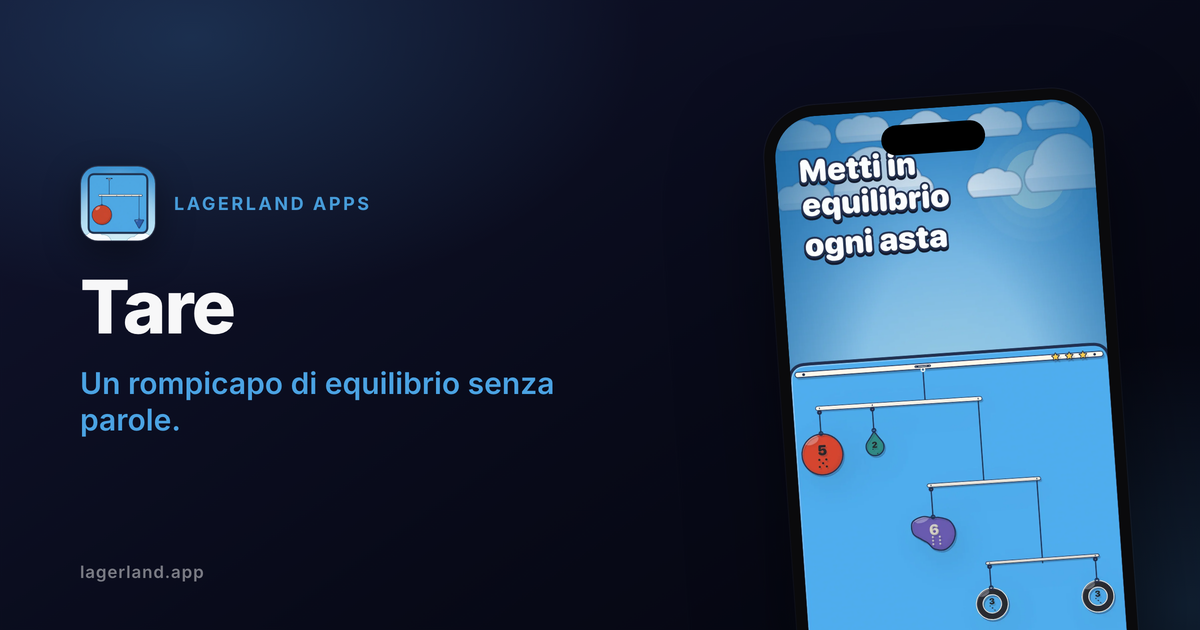 LAGERLAND APPS
Tare
Un rompicapo di equilibrio senza
parole.
lagerland.app
Metti in
equilibrio
ogni asta
5
2
6
3
3